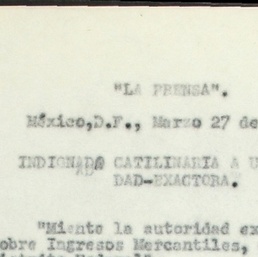 "LA PRENSA".
México,D.F., Marzo 27 de
INDIGNADA CATILINARIA A U
DAD-EXACTORA.
"Miente la autoridad ex
obre Ingresos Mercantiles,